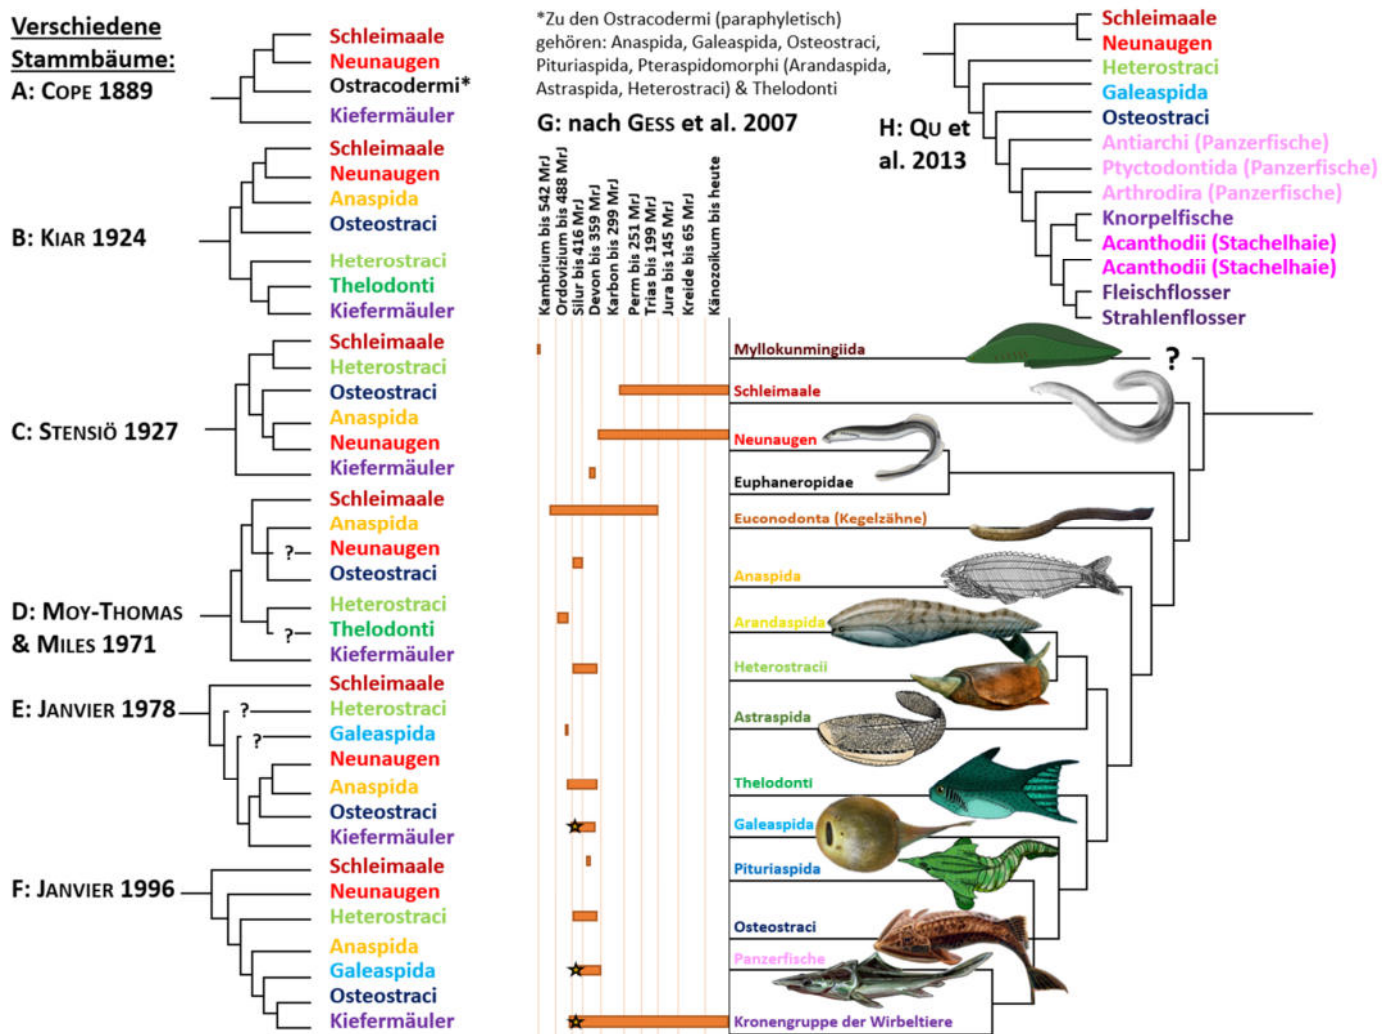 Verschiedene
Stammbäume:
A: COPE 1889
Schleimaale
Neunaugen
Ostracodermi*
Kiefermäuler
B: KIAR 1924
Schleimaale
Neunaugen
Anaspida
Osteostraci
Heterostraci
Thelodonti
Kiefermäuler
C: STENSIÖ 1927
Schleimaale
Heterostraci
Osteostraci
Anaspida
Neunaugen
Kiefermäuler
D: MOY-THOMAS
& MILES 1971
Schleimaale
Anaspida
? Neunaugen
Osteostraci
Heterostraci
? Thelodonti
Kiefermäuler
E: JANVIER 1978
Schleimaale
? Heterostraci
? Galeaspida
Neunaugen
Anaspida
Osteostraci
Kiefermäuler
F: JANVIER 1996
Schleimaale
Neunaugen
Heterostraci
Anaspida
Galeaspida
Osteostraci
Kiefermäuler
*Zu den Ostracodermi (paraphyletisch)
gehören: Anaspida, Galeaspida, Osteostraci,
Pituriaspida, Pteraspidomorphi (Arandaspida,
Astraspida, Heterostraci) & Thelodonti
G: nach GESS et al. 2007
Kambrium bis 542 MrJ
Ordovizium bis 488 MrJ
Silur bis 416 MrJ
Devon bis 359 MrJ
Karbon bis 299 MrJ
Perm bis 251 MrJ
Trias bis 199 MrJ
Jura bis 145 MrJ
Kreide bis 65 MrJ
Känozoikum bis heute
Myllokunmingiida
?
Schleimaale
Neunaugen
Euphaneropidae
Euconodonta (Kegelzähne)
Anaspida
Arandaspida
Heterostracii
Astraspida
Thelodonti
Galeaspida
Pituriaspida
Osteostraci
Panzerfische
Kronengruppe der Wirbeltiere
H: QU et
al. 2013
Schleimaale
Neunaugen
Heterostraci
Galeaspida
Osteostraci
Antiarchi (Panzerfische)
Ptyctodontida (Panzerfische)
Arthrodira (Panzerfische)
Knorpelfische
Acanthodii (Stachelhaie)
Acanthodii (Stachelhaie)
Fleischflosser
Strahlenflosser